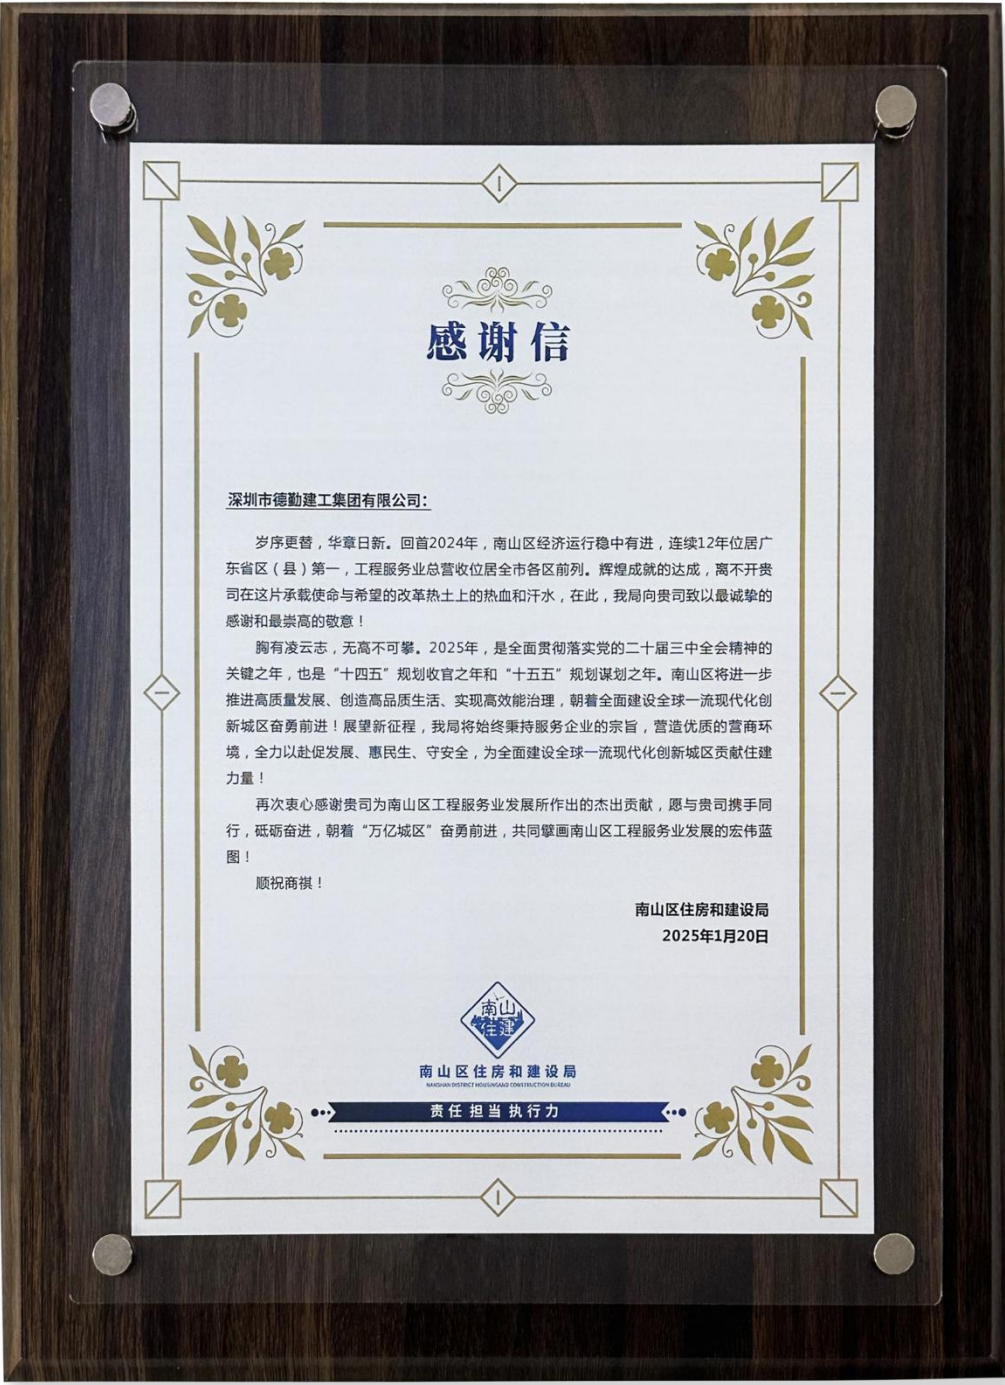 感谢信
深圳市德勤建工集团有限公司：
岁序更替，华章日新。回首2024年，南山区经济运行稳中有进，连续12年位居广
东省区（县）第一，工程服务业总营收位居全市各区前列。辉煌成就的达成，离不开贵
司在这片承载使命与希望的改革热土上的热血和汗水，在此，我局向贵司致以最诚挚的
感谢和最崇高的敬意！
胸有凌云志，无高不可攀。2025年，是全面贯彻落实党的二十届三中全会精神的
关键之年，也是“十四五”规划收官之年和“十五五”规划谋划之年。南山区将进一步
推进高质量发展、创造高品质生活、实现高效能治理，朝着全面建设全球一流现代化创
新城区奋勇前进！展望新征程，我局将始终秉持服务企业的宗旨，营造优质的营商环
境，全力以赴促发展、惠民生、守安全，为全面建设全球一流现代化创新城区贡献住建
力量！
再次衷心感谢贵司为南山区工程服务业发展所作出的杰出贡献，愿与贵司携手同
行，砥砺奋进，朝着“万亿城区”奋勇前进，共同擘画南山区工程服务业发展的宏伟蓝
图！
顺祝商祺！
南山区住房和建设局
2025年1月20日
南山
住建
南山区住房和建设局
NANSHAN DISTRICT HOUSINGAND CONSTRUCTION BUREAU
责任 担当 执行力